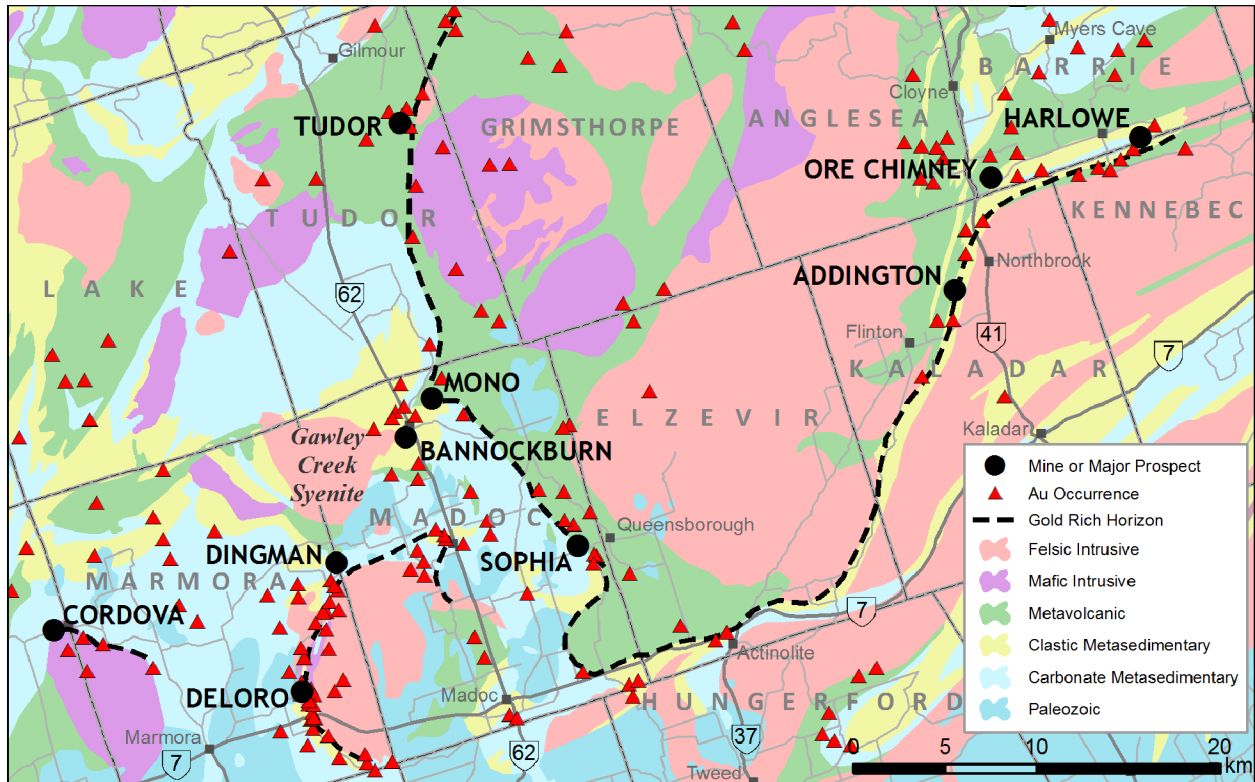 Gilmour
Myers Cave
BARRIE
Cloyne
TUDOR
GRIMSTHORPE
ANGLESEA
HARLOWE
ORE CHIMNEY
TUDOR
KENNEBEC
ADDINGTON
Northbrook
LAKE
62
Flinton
41
7
KALADAR
MONO
ELZEVIR
Kaladar
Gawley
Creek
Syenite
BANNOCKBURN
MADOC
Queensborough
DINGMAN
SOPHIA
MARMORA
CORDOVA
7
Actinolite
DELORO
Madoc
HUNGERFORD
Marmora
7
62
37
Tweed
Mine or Major Prospect
Au Occurrence
Gold Rich Horizon
Felsic Intrusive
Mafic Intrusive
Metavolcanic
Clastic Metasedimentary
Carbonate Metasedimentary
Paleozoic
0 5 10 20
km